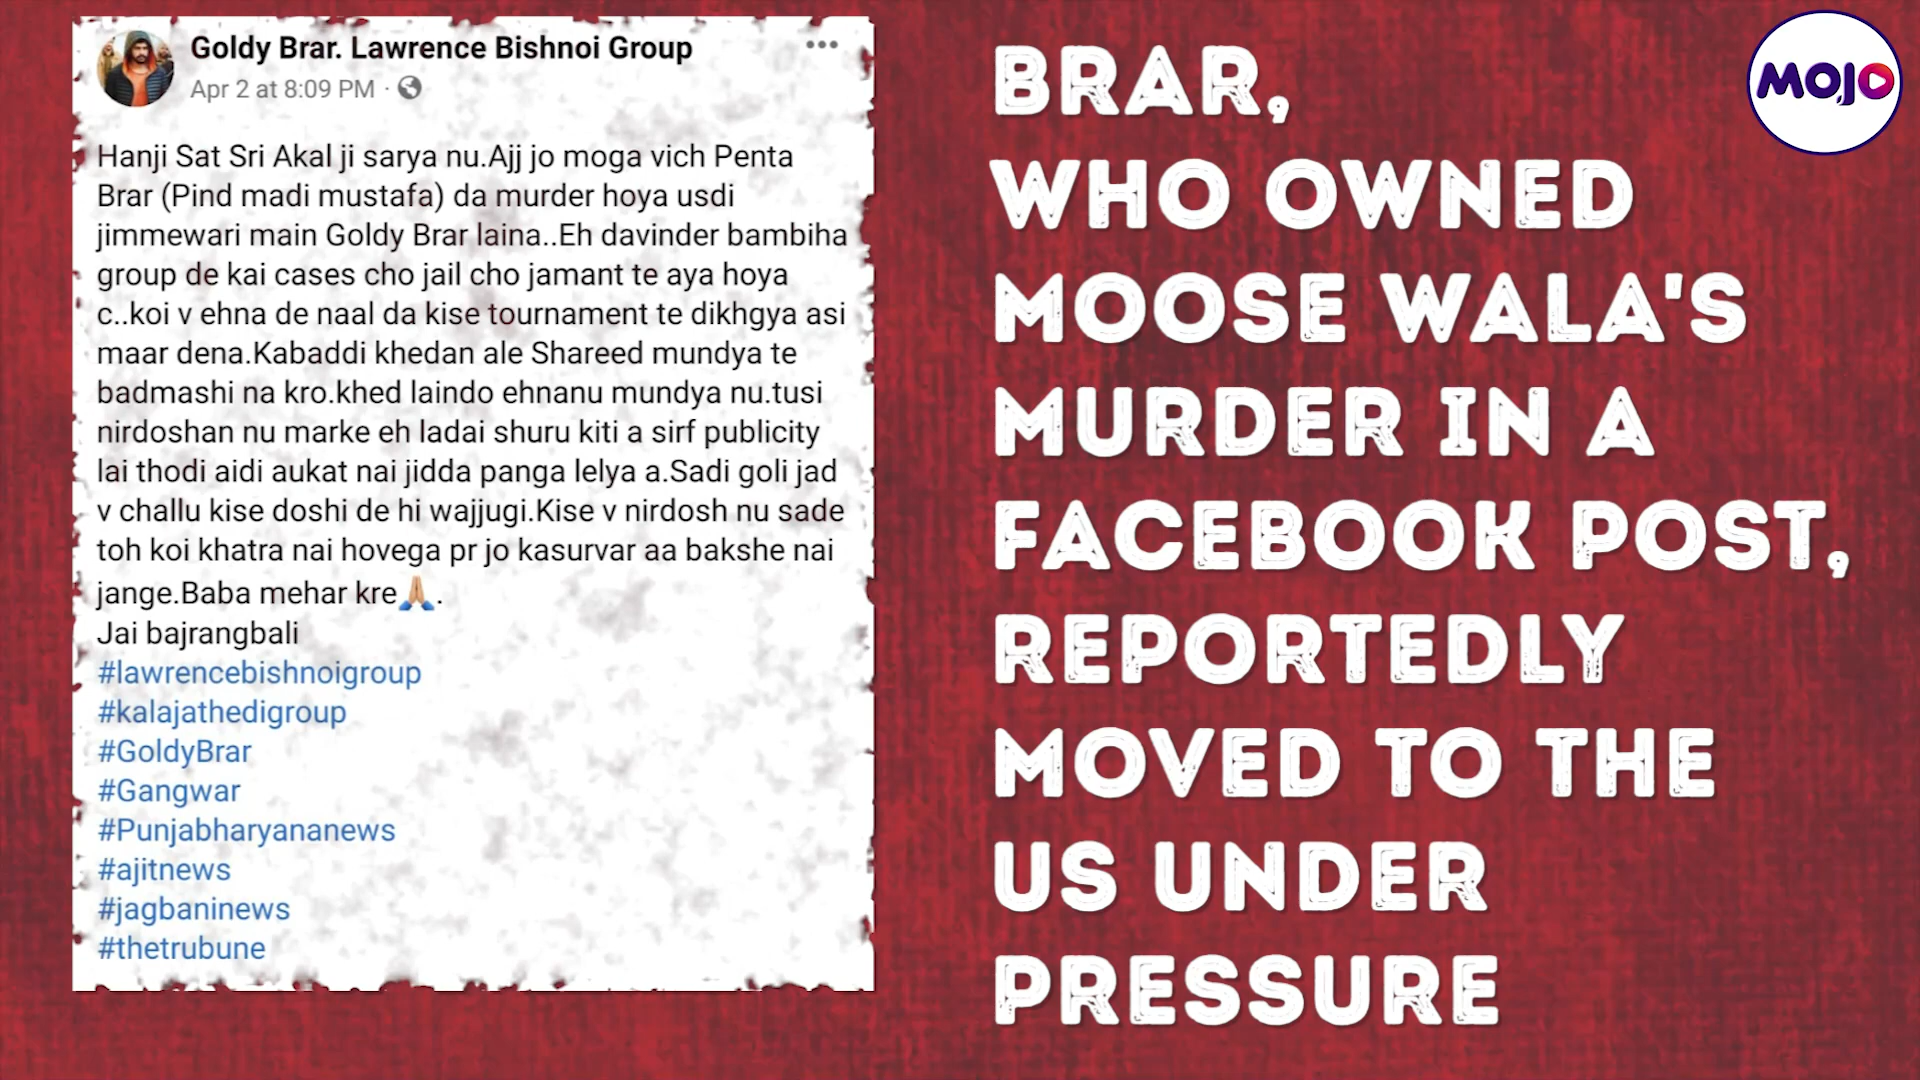 Goldy Brar. Lawrence Bishnoi Group
Apr 2 at 8:09 PM ·
Hanji Sat Sri Akal ji sarya nu.Ajj jo moga vich Penta
Brar (Pind madi mustafa) da murder hoya usdi
jimmewari main Goldy Brar laina..Eh davinder bambiha
group de kai cases cho jail cho jamant te aya hoya
c..koi v ehna de naal da kise tournament te dikhgya asi
maar dena.Kabaddi khedan ale Shareed mundya te
badmashi na kro.khed laindo ehnanu mundya nu.tusi
nirdoshan nu marke eh ladai shuru kiti a sirf publicity
lai thodi aidi aukat nai jidda panga lelya a.Sadi goli jad
v challu kise doshi de hi wajjugi.Kise v nirdosh nu sade
toh koi khatra nai hovega pr jo kasurvar aa bakshe nai
jange.Baba mehar kre🙏.
Jai bajrangbali
#lawrencebishnoigroup
#kalajathedigroup
#GoldyBrar
#Gangwar
#Punjabharyananews
#ajitnews
#jagbaninews
#thetrubune
BRAR,
WHO OWNED
MOOSE WALA'S
MURDER IN A
FACEBOOK POST,
REPORTEDLY
MOVED TO THE
US UNDER
PRESSURE
MOJO